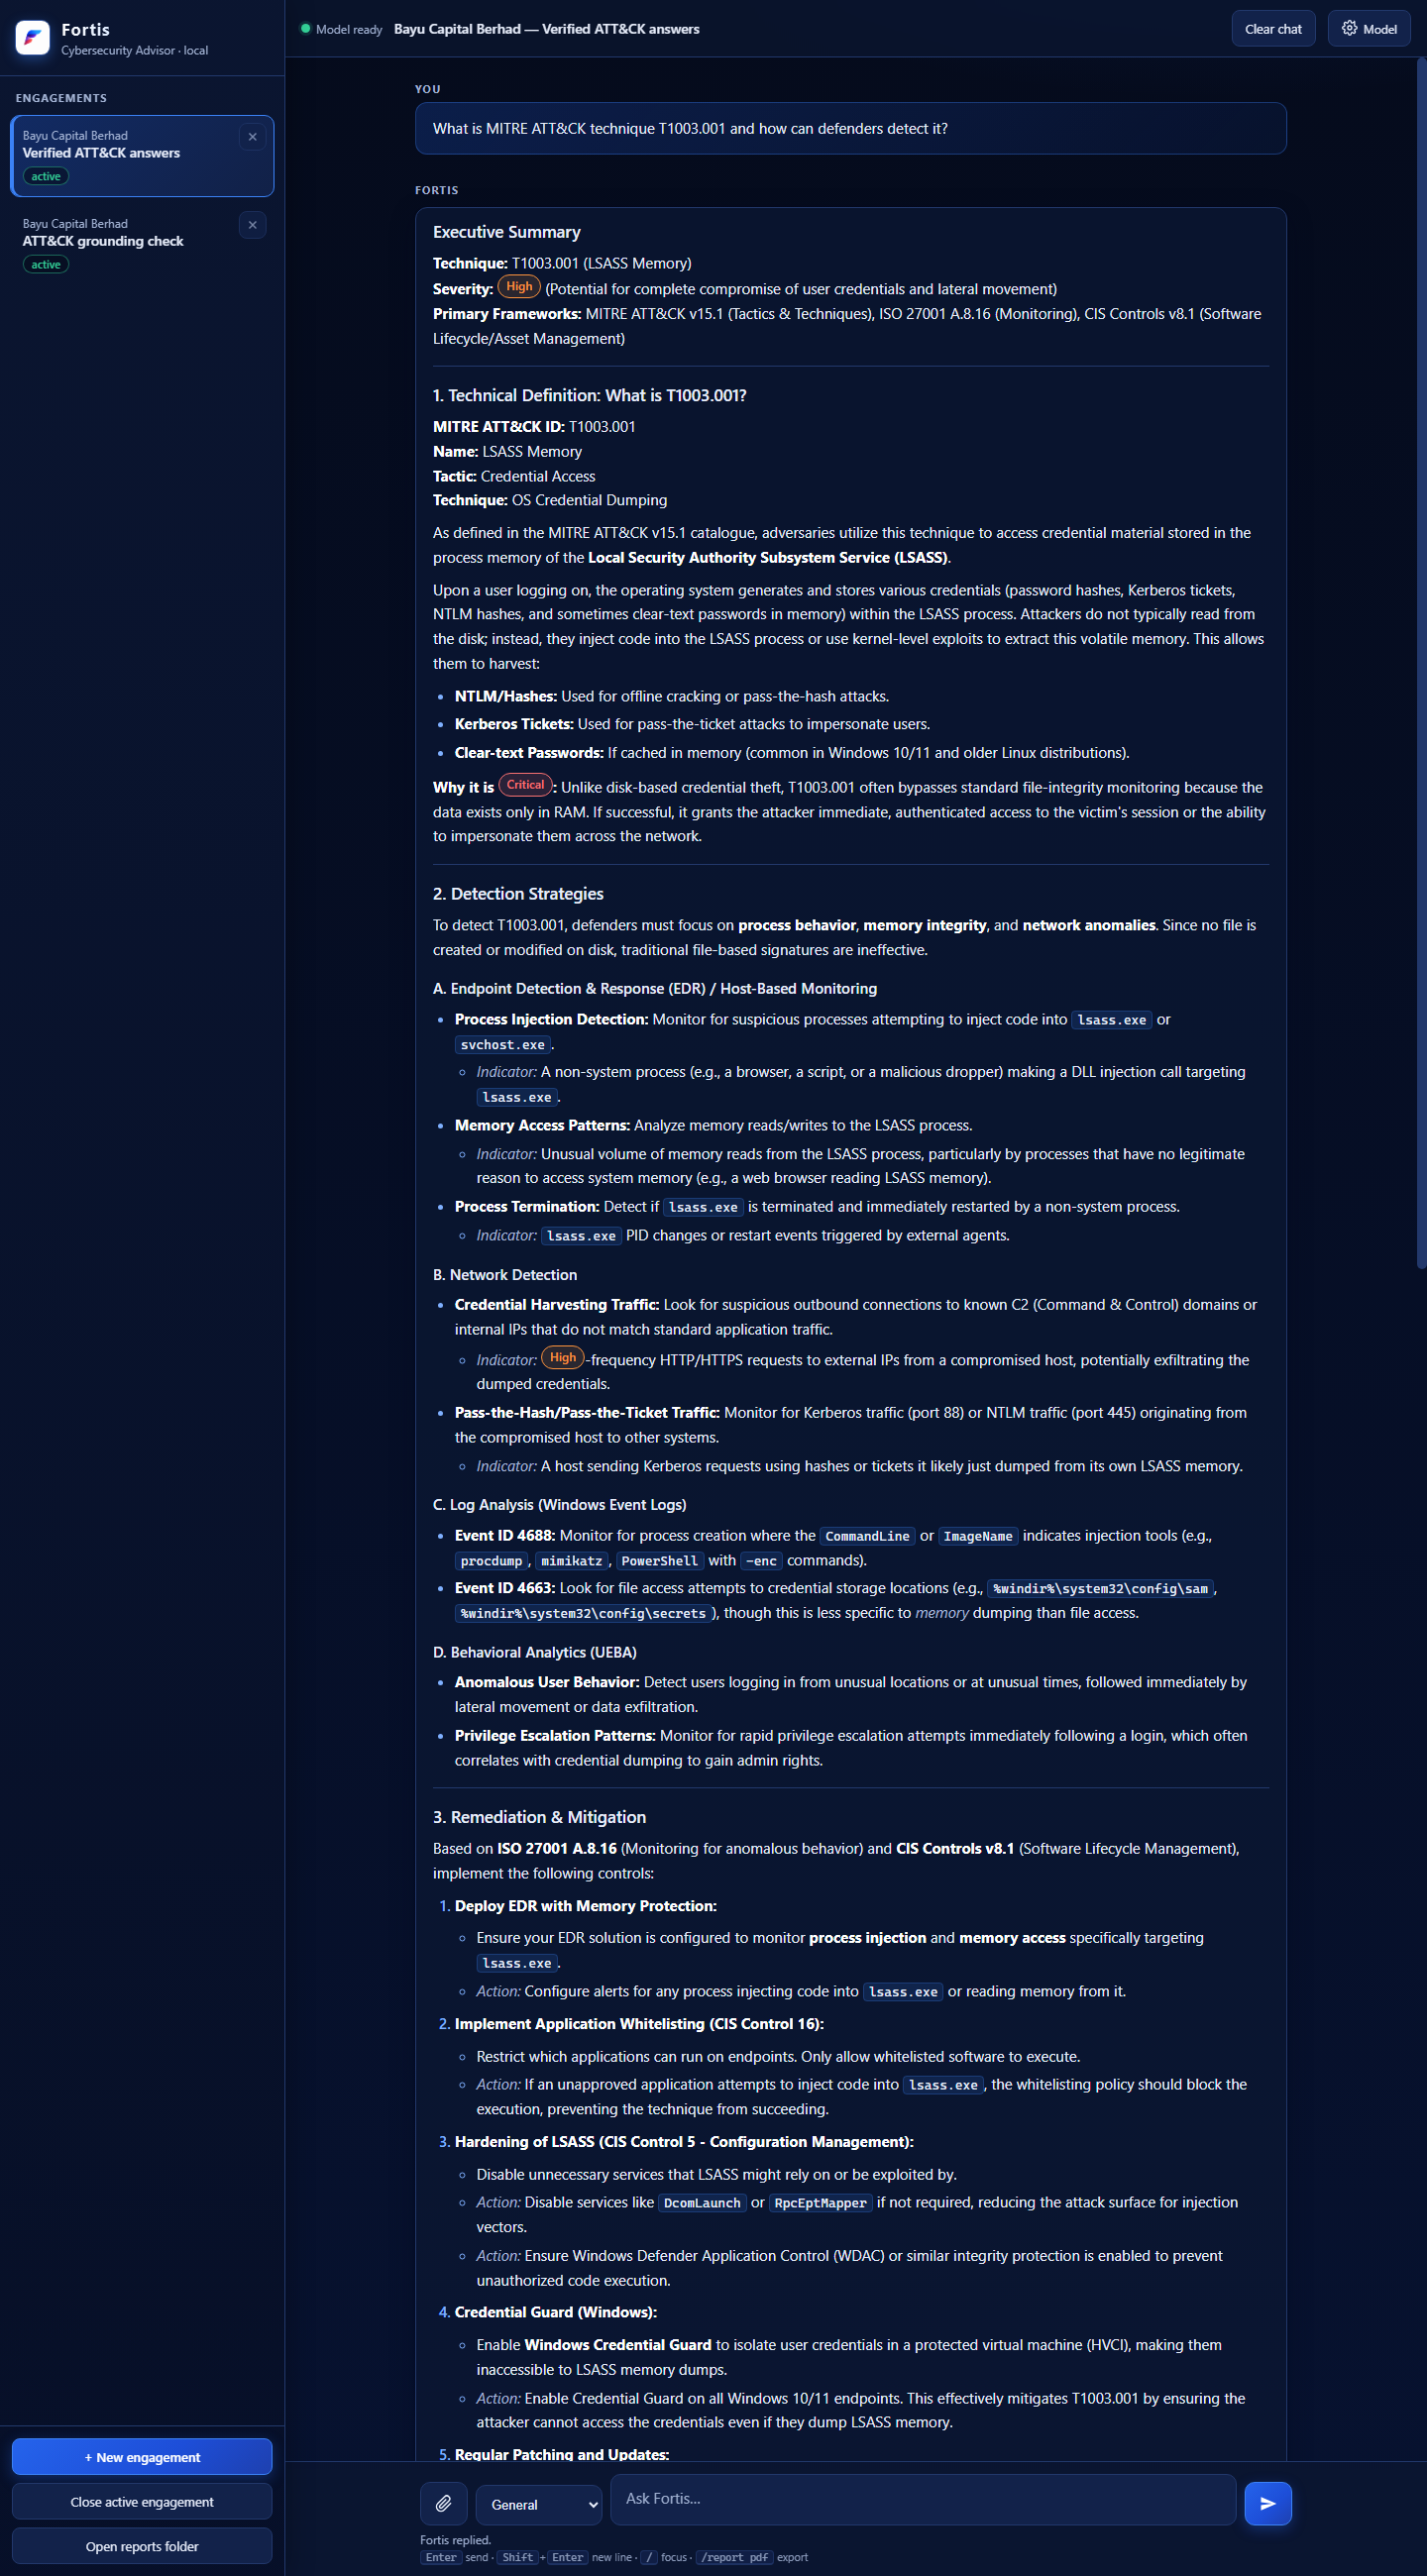 Fortis
Cybersecurity Advisor · local
ENGAGEMENTS
Bayu Capital Berhad
Verified ATT&CK answers
active
Bayu Capital Berhad
ATT&CK grounding check
active
+ New engagement
Close active engagement
Open reports folder
Model ready
Bayu Capital Berhad — Verified ATT&CK answers
Clear chat
Model
YOU
What is MITRE ATT&CK technique T1003.001 and how can defenders detect it?
FORTIS
Executive Summary
Technique: T1003.001 (LSASS Memory)
Severity: High (Potential for complete compromise of user credentials and lateral movement)
Primary Frameworks: MITRE ATT&CK v15.1 (Tactics & Techniques), ISO 27001 A.8.16 (Monitoring), CIS Controls v8.1 (Software
Lifecycle/Asset Management)
1. Technical Definition: What is T1003.001?
MITRE ATT&CK ID: T1003.001
Name: LSASS Memory
Tactic: Credential Access
Technique: OS Credential Dumping
As defined in the MITRE ATT&CK v15.1 catalogue, adversaries utilize this technique to access credential material stored in the
process memory of the Local Security Authority Subsystem Service (LSASS).
Upon a user logging on, the operating system generates and stores various credentials (password hashes, Kerberos tickets,
NTLM hashes, and sometimes clear-text passwords in memory) within the LSASS process. Attackers do not typically read from
the disk; instead, they inject code into the LSASS process or use kernel-level exploits to extract this volatile memory. This allows
them to harvest:
• NTLM/Hashes: Used for offline cracking or pass-the-hash attacks.
• Kerberos Tickets: Used for pass-the-ticket attacks to impersonate users.
• Clear-text Passwords: If cached in memory (common in Windows 10/11 and older Linux distributions).
Why it is Critical: Unlike disk-based credential theft, T1003.001 often bypasses standard file-integrity monitoring because the
data exists only in RAM. If successful, it grants the attacker immediate, authenticated access to the victim's session or the ability
to impersonate them across the network.
2. Detection Strategies
To detect T1003.001, defenders must focus on process behavior, memory integrity, and network anomalies. Since no file is
created or modified on disk, traditional file-based signatures are ineffective.
A. Endpoint Detection & Response (EDR) / Host-Based Monitoring
• Process Injection Detection: Monitor for suspicious processes attempting to inject code into lsass.exe or
svchost.exe.
◦ Indicator: A non-system process (e.g., a browser, a script, or a malicious dropper) making a DLL injection call targeting
lsass.exe.
• Memory Access Patterns: Analyze memory reads/writes to the LSASS process.
◦ Indicator: Unusual volume of memory reads from the LSASS process, particularly by processes that have no legitimate
reason to access system memory (e.g., a web browser reading LSASS memory).
• Process Termination: Detect if lsass.exe is terminated and immediately restarted by a non-system process.
◦ Indicator: lsass.exe PID changes or restart events triggered by external agents.
B. Network Detection
• Credential Harvesting Traffic: Look for suspicious outbound connections to known C2 (Command & Control) domains or
internal IPs that do not match standard application traffic.
◦ Indicator: High-frequency HTTP/HTTPS requests to external IPs from a compromised host, potentially exfiltrating the
dumped credentials.
• Pass-the-Hash/Pass-the-Ticket Traffic: Monitor for Kerberos traffic (port 88) or NTLM traffic (port 445) originating from
the compromised host to other systems.
◦ Indicator: A host sending Kerberos requests using hashes or tickets it likely just dumped from its own LSASS memory.
C. Log Analysis (Windows Event Logs)
• Event ID 4688: Monitor for process creation where the CommandLine or ImageName indicates injection tools (e.g.,
procdump, mimikatz, PowerShell with -enc commands).
• Event ID 4663: Look for file access attempts to credential storage locations (e.g., %windir%\system32\config\sam,
%windir%\system32\config\secrets), though this is less specific to memory dumping than file access.
D. Behavioral Analytics (UEBA)
• Anomalous User Behavior: Detect users logging in from unusual locations or at unusual times, followed immediately by
lateral movement or data exfiltration.
• Privilege Escalation Patterns: Monitor for rapid privilege escalation attempts immediately following a login, which often
correlates with credential dumping to gain admin rights.
3. Remediation & Mitigation
Based on ISO 27001 A.8.16 (Monitoring for anomalous behavior) and CIS Controls v8.1 (Software Lifecycle Management),
implement the following controls:
1. Deploy EDR with Memory Protection:
◦ Ensure your EDR solution is configured to monitor process injection and memory access specifically targeting
lsass.exe.
◦ Action: Configure alerts for any process injecting code into lsass.exe or reading memory from it.
2. Implement Application Whitelisting (CIS Control 16):
◦ Restrict which applications can run on endpoints. Only allow whitelisted software to execute.
◦ Action: If an unapproved application attempts to inject code into lsass.exe, the whitelisting policy should block the
execution, preventing the technique from succeeding.
3. Hardening of LSASS (CIS Control 5 - Configuration Management):
◦ Disable unnecessary services that LSASS might rely on or be exploited by.
◦ Action: Disable services like DcomLaunch or RpcEptMapper if not required, reducing the attack surface for injection
vectors.
◦ Action: Ensure Windows Defender Application Control (WDAC) or similar integrity protection is enabled to prevent
unauthorized code execution.
4. Credential Guard (Windows):
◦ Enable Windows Credential Guard to isolate user credentials in a protected virtual machine (HVCI), making them
inaccessible to LSASS memory dumps.
◦ Action: Enable Credential Guard on all Windows 10/11 endpoints. This effectively mitigates T1003.001 by ensuring the
attacker cannot access the credentials even if they dump LSASS memory.
5. Regular Patching and Updates:
General
Ask Fortis...
Fortis replied.
Enter send · Shift+Enter new line · / focus · /report pdf export